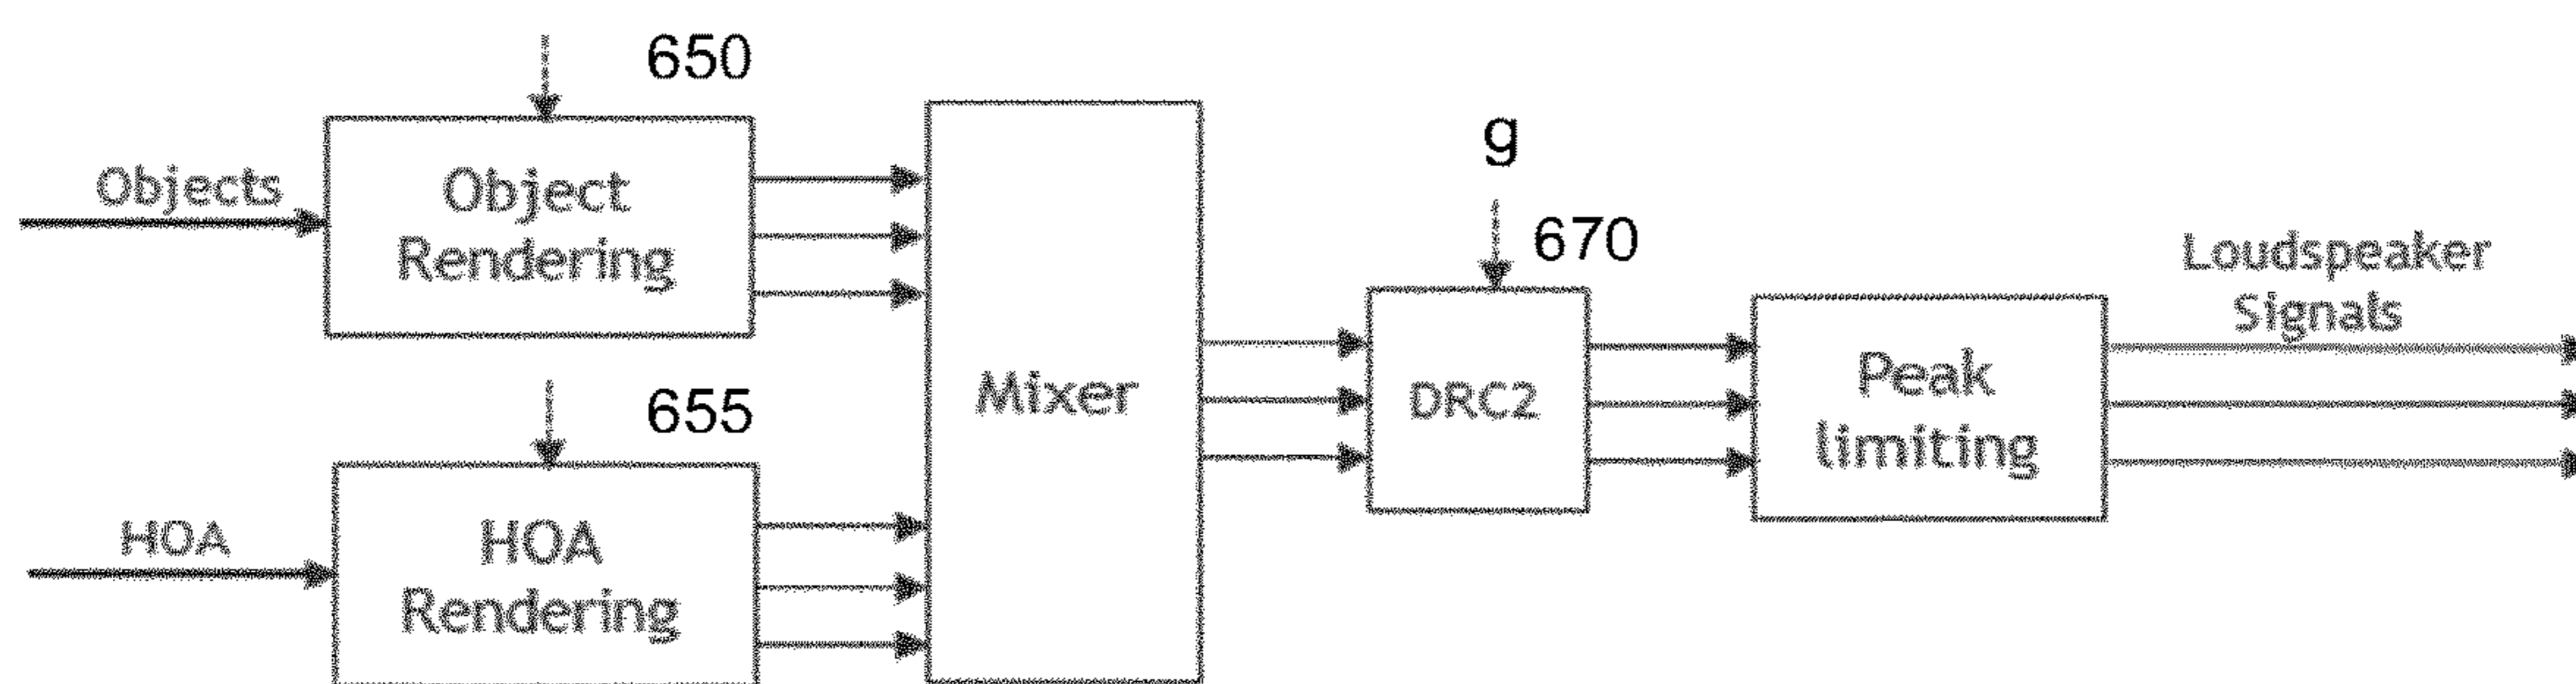 650
Objects
Object
Rendering
655
HOA
HOA
Rendering
Mixer
g
670
DRC2
Peak
limiting
Loudspeaker
Signals